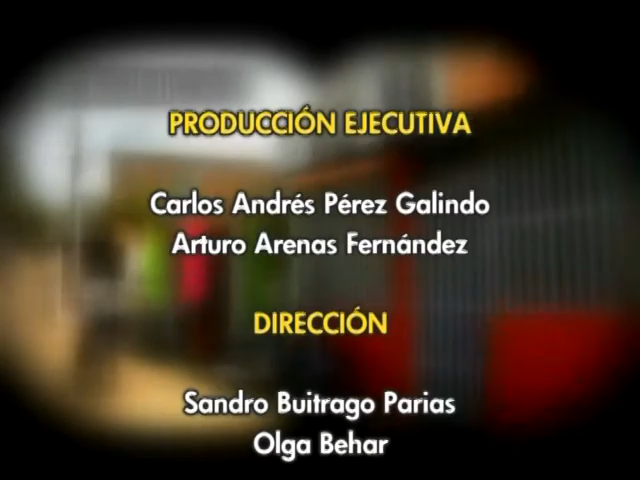 PRODUCCIÓN EJECUTIVA
Carlos Andrés Pérez Galindo
Arturo Arenas Fernández
DIRECCIÓN
Sandro Buitrago Parias
Olga Behar